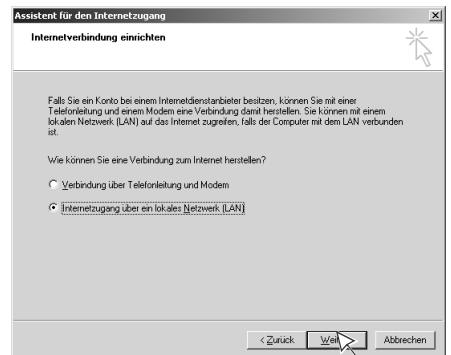 Assistent für den Internetzugang
Internetverbindung einrichten
Falls Sie ein Konto bei einem Internetdienstanbieter besitzen, können Sie mit einer
Telefonleitung und einem Modem eine Verbindung damit herstellen. Sie können mit einem
lokalen Netzwerk (LAN) auf das Internet zugreifen, falls der Computer mit dem LAN verbunden
ist.
Wie können Sie eine Verbindung zum Internet herstellen?
Verbindung über Telefonleitung und Modem
Internetzugang über ein lokales Netzwerk (LAN)
< Zurück Abbrechen